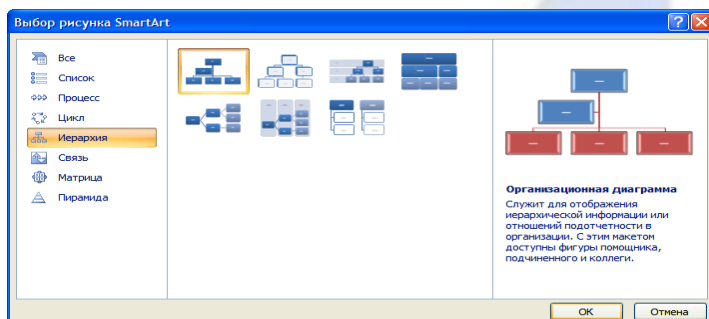 Выбор рисунка SmartArt
Все
Список
Процесс
Цикл
Иерархия
Связь
Матрица
Пирамида
Организационная диаграмма
Служит для отображения
иерархической информации или
отношений подотчетности в
организации. С этим макетом
доступны фигуры помощника,
подчиненного и коллеги.
ОК
Отмена